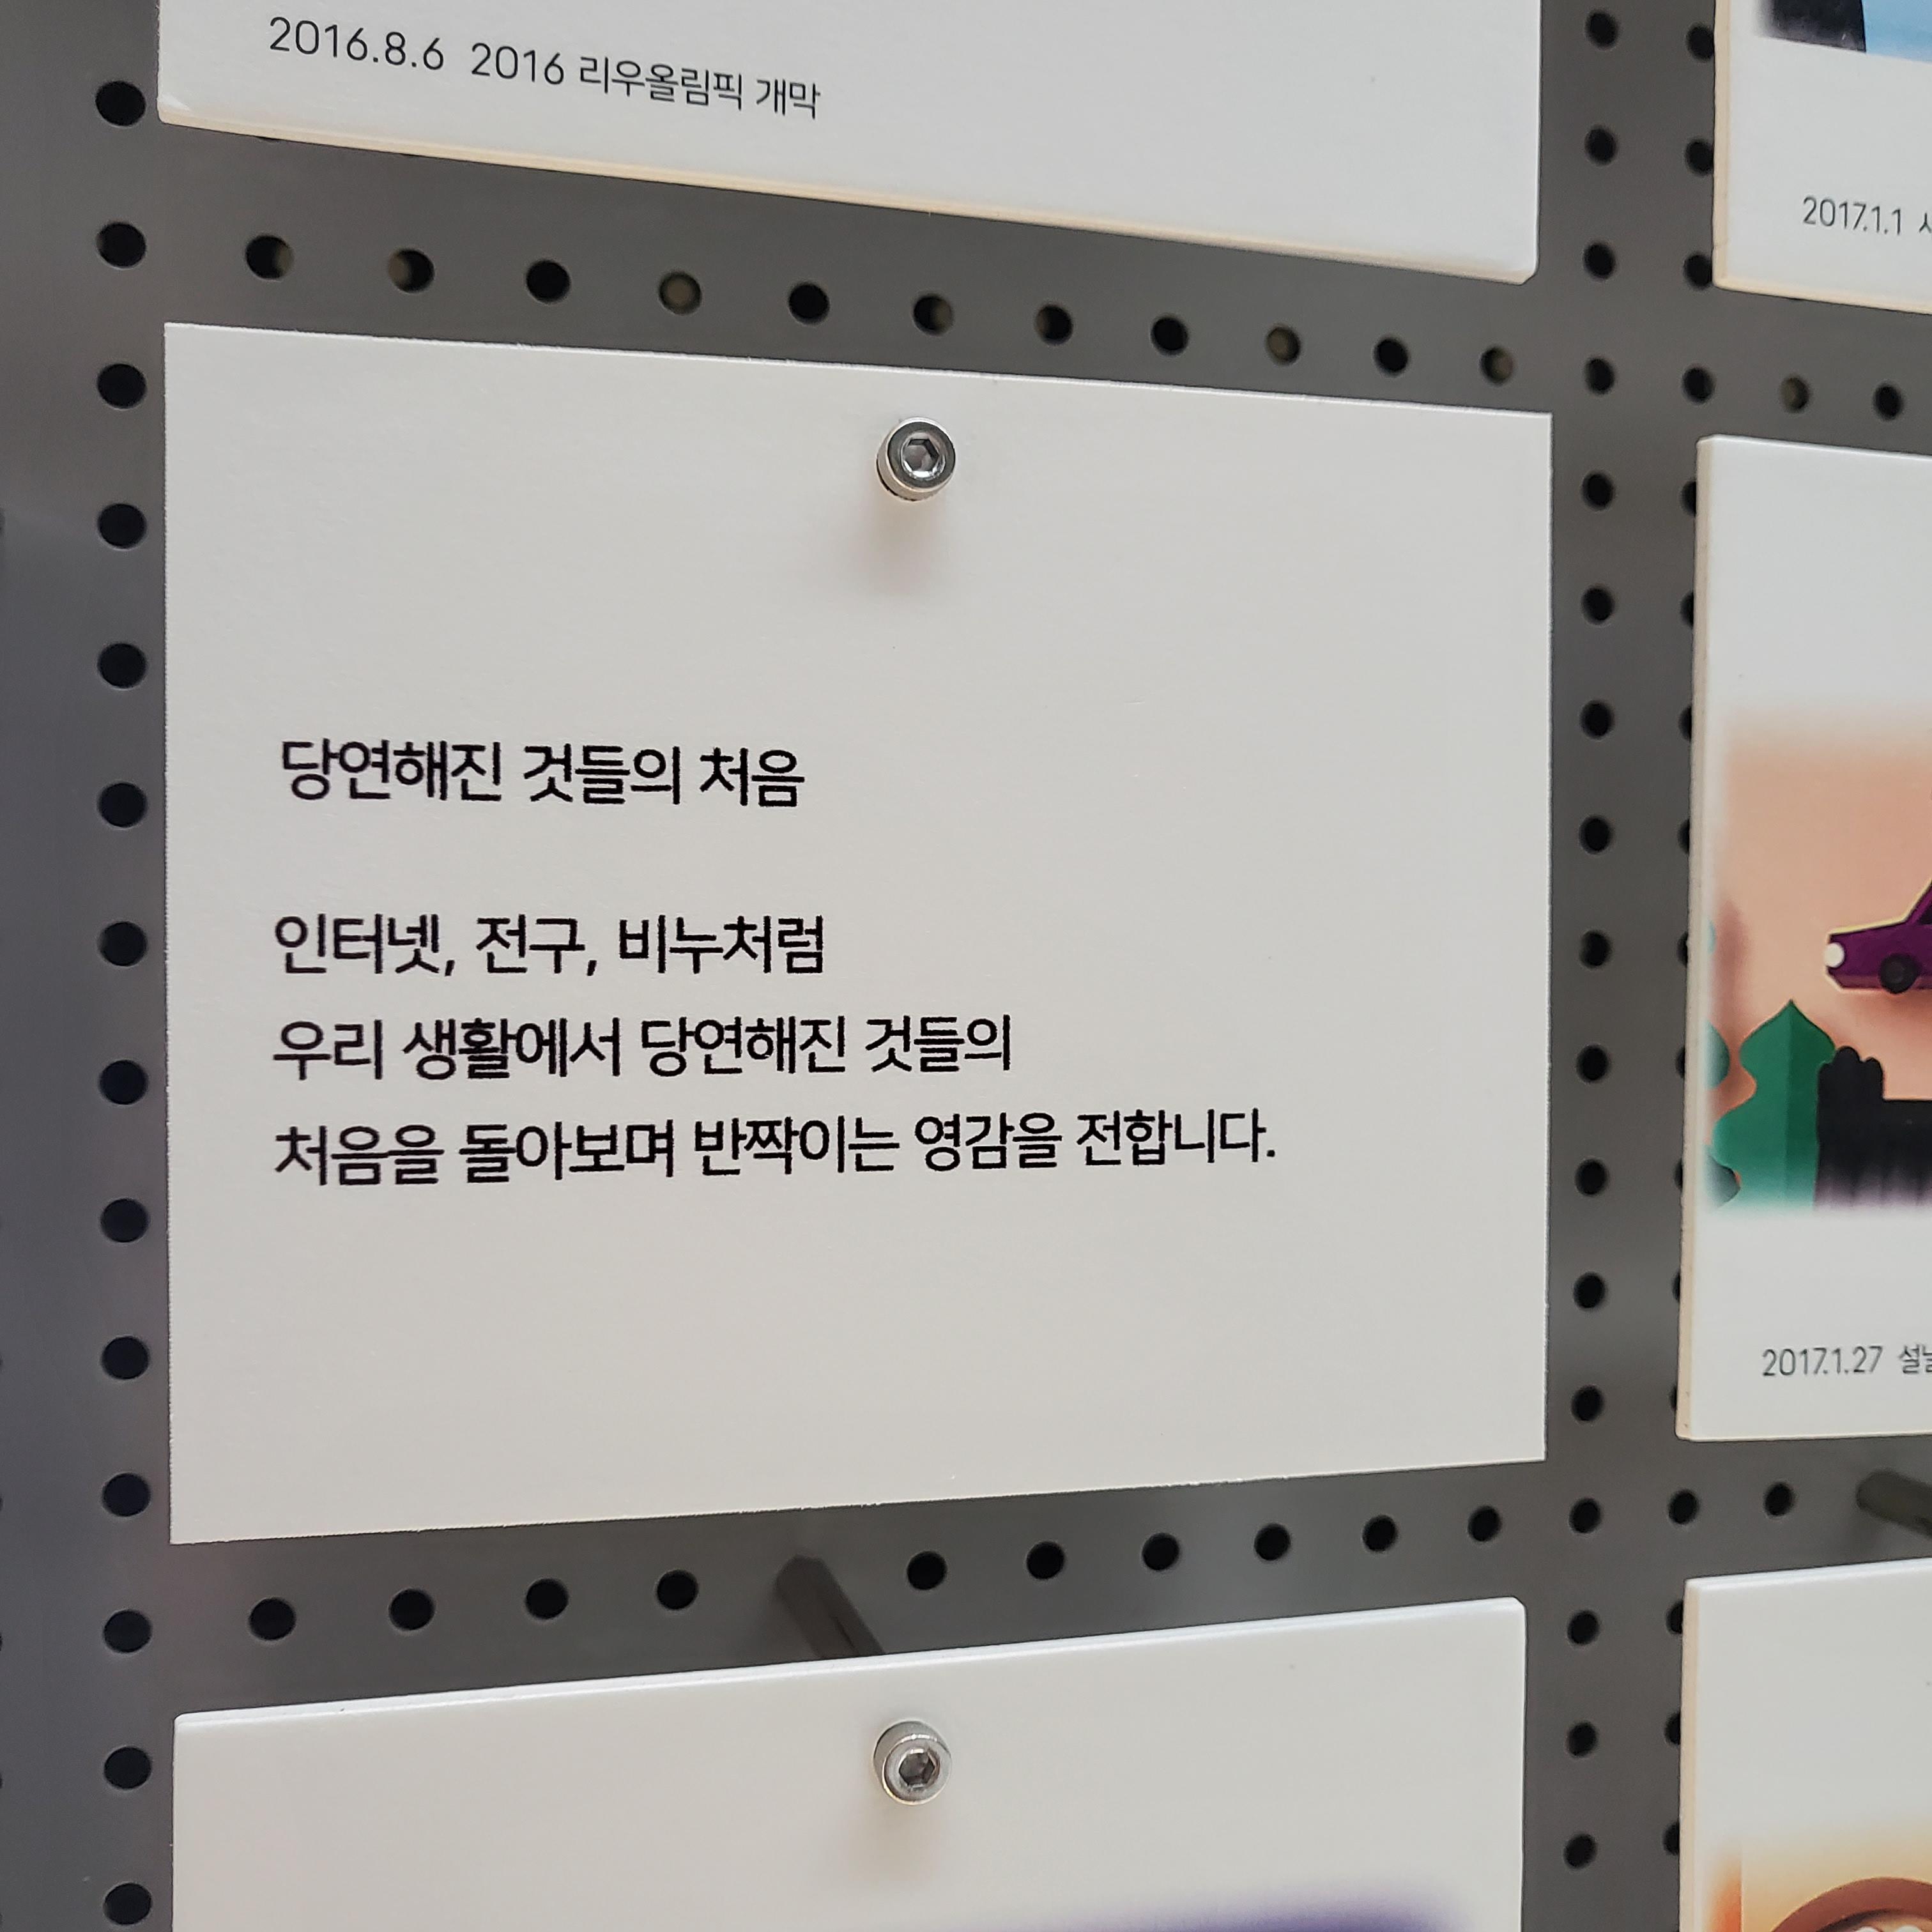 2016.8.6 2016 리우올림픽 개막
2017.1.1
당연해진 것들의 처음
인터넷, 전구, 비누처럼
우리 생활에서 당연해진 것들의
처음을 돌아보며 반짝이는 영감을 전합니다.
2017.1.27